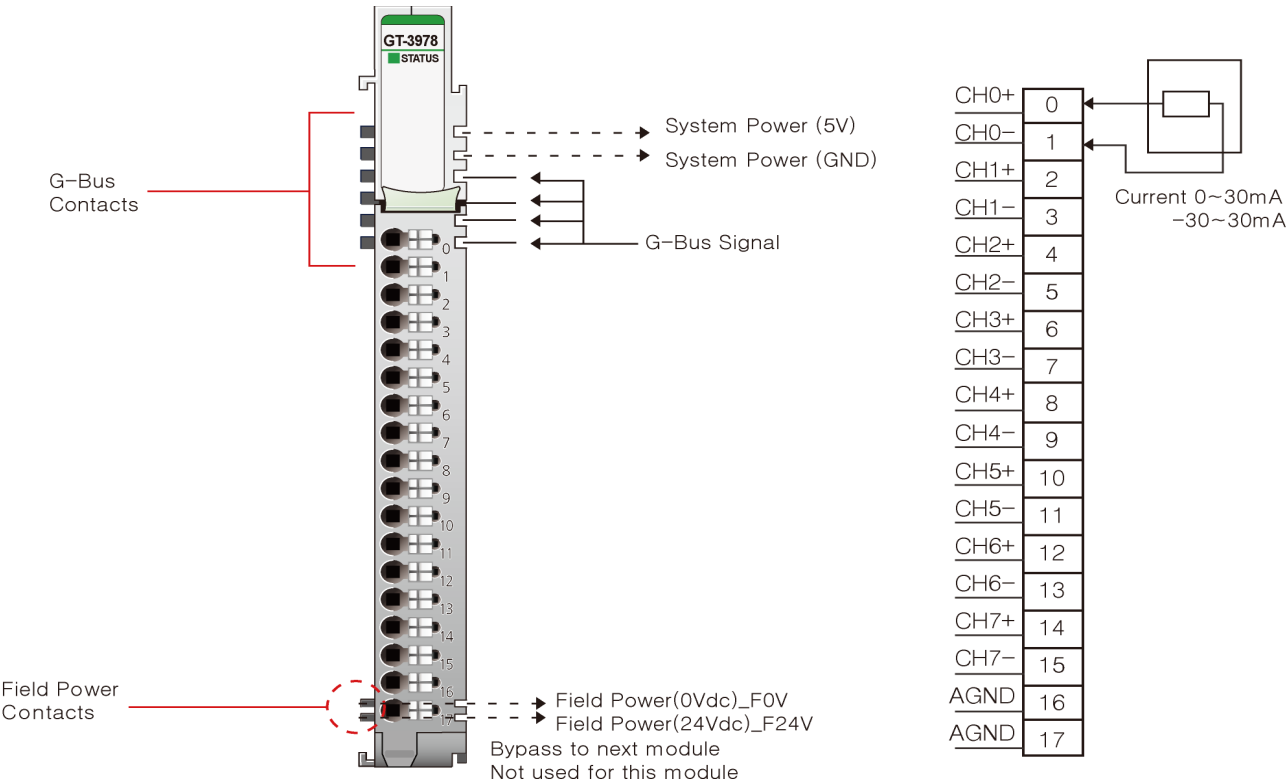 GT-3978
STATUS
System Power (5V)
System Power (GND)
G-Bus
Contacts
G-Bus Signal
0
1
2
3
4
5
6
7
8
9
10
11
12
13
14
15
16
17
Field Power
Contacts
Field Power(0Vdc)_F0V
Field Power(24Vdc)_F24V
Bypass to next module
Not used for this module
CH0+ 0
CH0- 1
CH1+ 2
CH1- 3
CH2+ 4
CH2- 5
CH3+ 6
CH3- 7
CH4+ 8
CH4- 9
CH5+ 10
CH5- 11
CH6+ 12
CH6- 13
CH7+ 14
CH7- 15
AGND 16
AGND 17
Current 0~30mA
-30~30mA